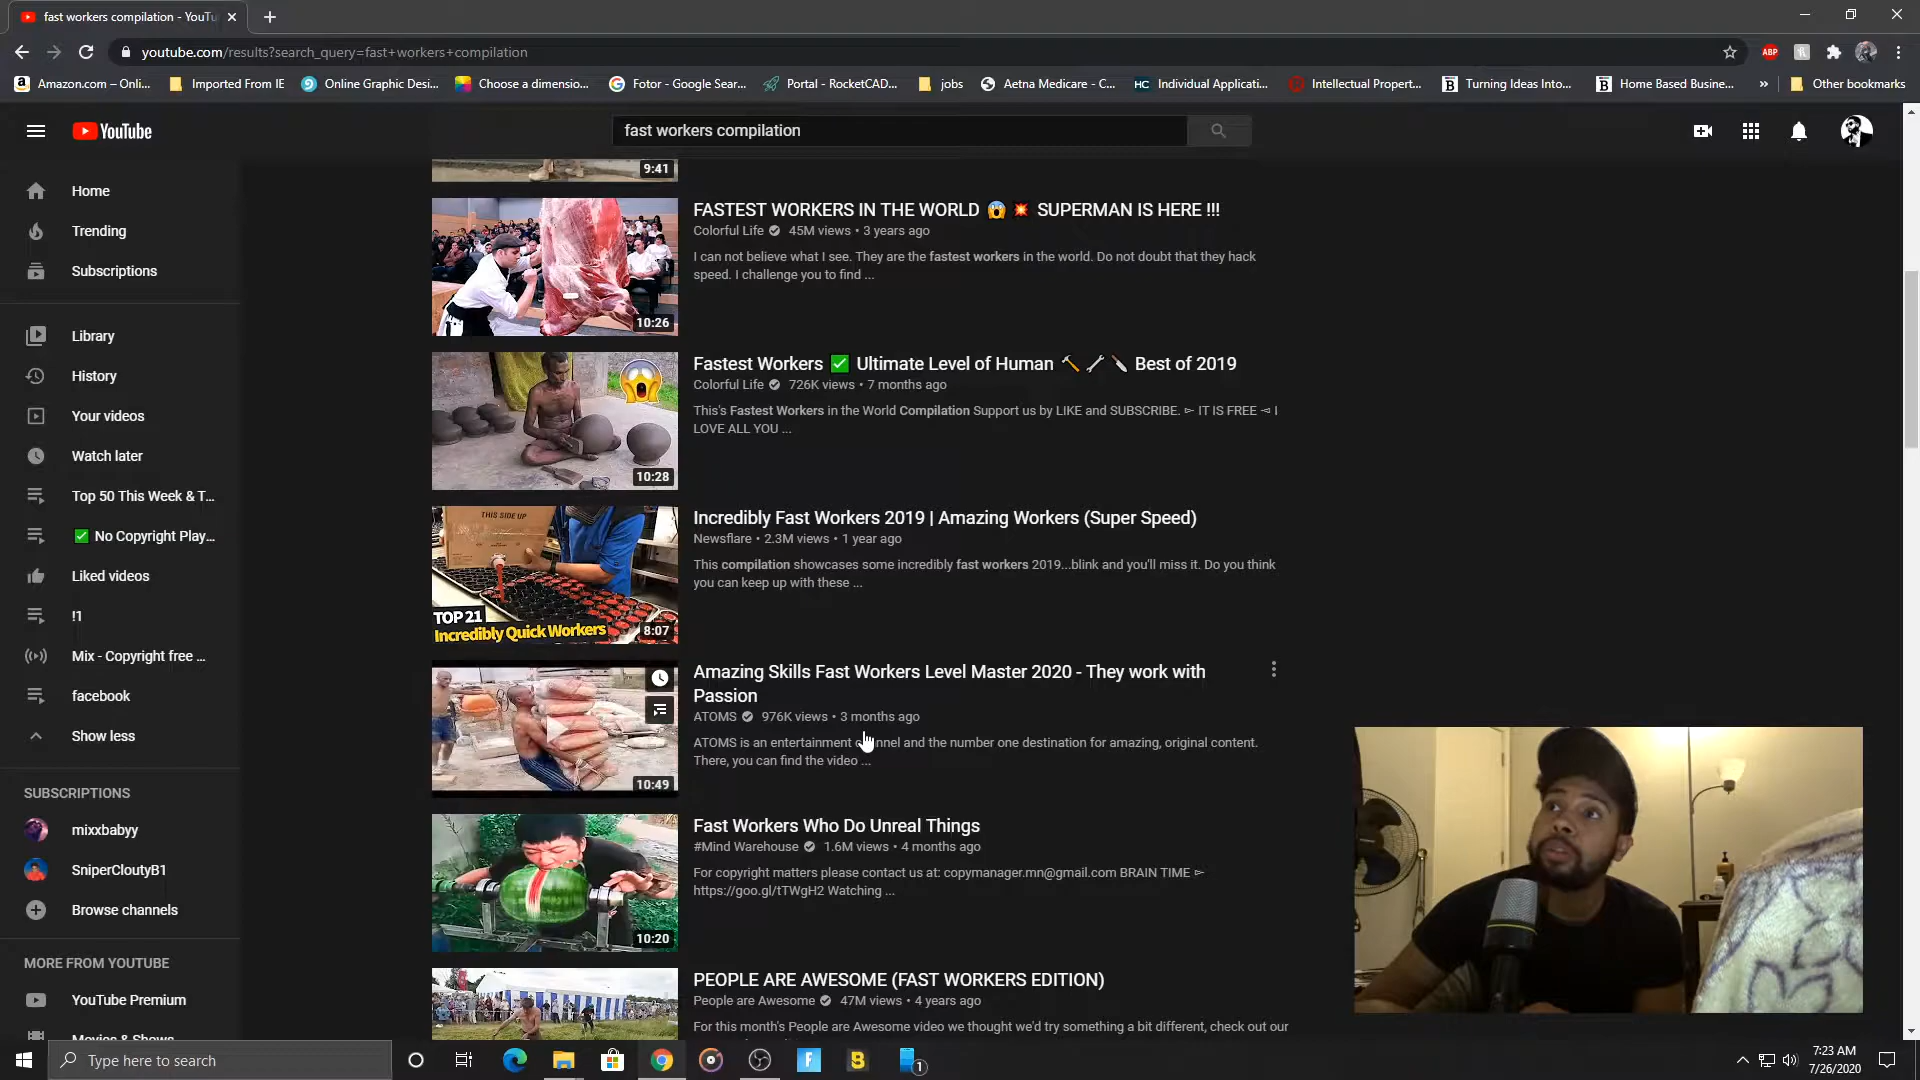 fast workers compilation - YouTu
youtube.com/results?search_query=fast+workers+compilation
ABP
Amazon.com – Onli...
Imported From IE
Online Graphic Desi...
Choose a dimensio...
Fotor - Google Sear...
Portal - RocketCAD...
jobs
Aetna Medicare - C...
HC Individual Applicati...
Intellectual Propert...
Turning Ideas Into...
Home Based Busine...
»
Other bookmarks
YouTube
fast workers compilation
Home
Trending
Subscriptions
Library
History
Your videos
Watch later
Top 50 This Week & T...
✅ No Copyright Play...
Liked videos
!1
Mix - Copyright free ...
facebook
Show less
SUBSCRIPTIONS
mixxbabyy
SniperCloutyB1
Browse channels
MORE FROM YOUTUBE
YouTube Premium
Movies & Shows
9:41
10:26
FASTEST WORKERS IN THE WORLD 😱 💥 SUPERMAN IS HERE !!!
Colorful Life 45M views • 3 years ago
I can not believe what I see. They are the fastest workers in the world. Do not doubt that they hack
speed. I challenge you to find ...
10:28
Fastest Workers ✅ Ultimate Level of Human 🔨 🔧 🔪 Best of 2019
Colorful Life 726K views • 7 months ago
This's Fastest Workers in the World Compilation Support us by LIKE and SUBSCRIBE. ► IT IS FREE ◄ I
LOVE ALL YOU ...
THIS SIDE UP
TOP 21
Incredibly Quick Workers
8:07
Incredibly Fast Workers 2019 | Amazing Workers (Super Speed)
Newsflare • 2.3M views • 1 year ago
This compilation showcases some incredibly fast workers 2019...blink and you'll miss it. Do you think
you can keep up with these ...
10:49
Amazing Skills Fast Workers Level Master 2020 - They work with
Passion
ATOMS 976K views • 3 months ago
ATOMS is an entertainment channel and the number one destination for amazing, original content.
There, you can find the video ...
10:20
Fast Workers Who Do Unreal Things
#Mind Warehouse 1.6M views • 4 months ago
For copyright matters please contact us at: copymanager.mn@gmail.com BRAIN TIME ►
https://goo.gl/tTWgH2 Watching ...
PEOPLE ARE AWESOME (FAST WORKERS EDITION)
People are Awesome 47M views • 4 years ago
For this month's People are Awesome video we thought we'd try something a bit different, check out our
Type here to search
1
7:23 AM
7/26/2020